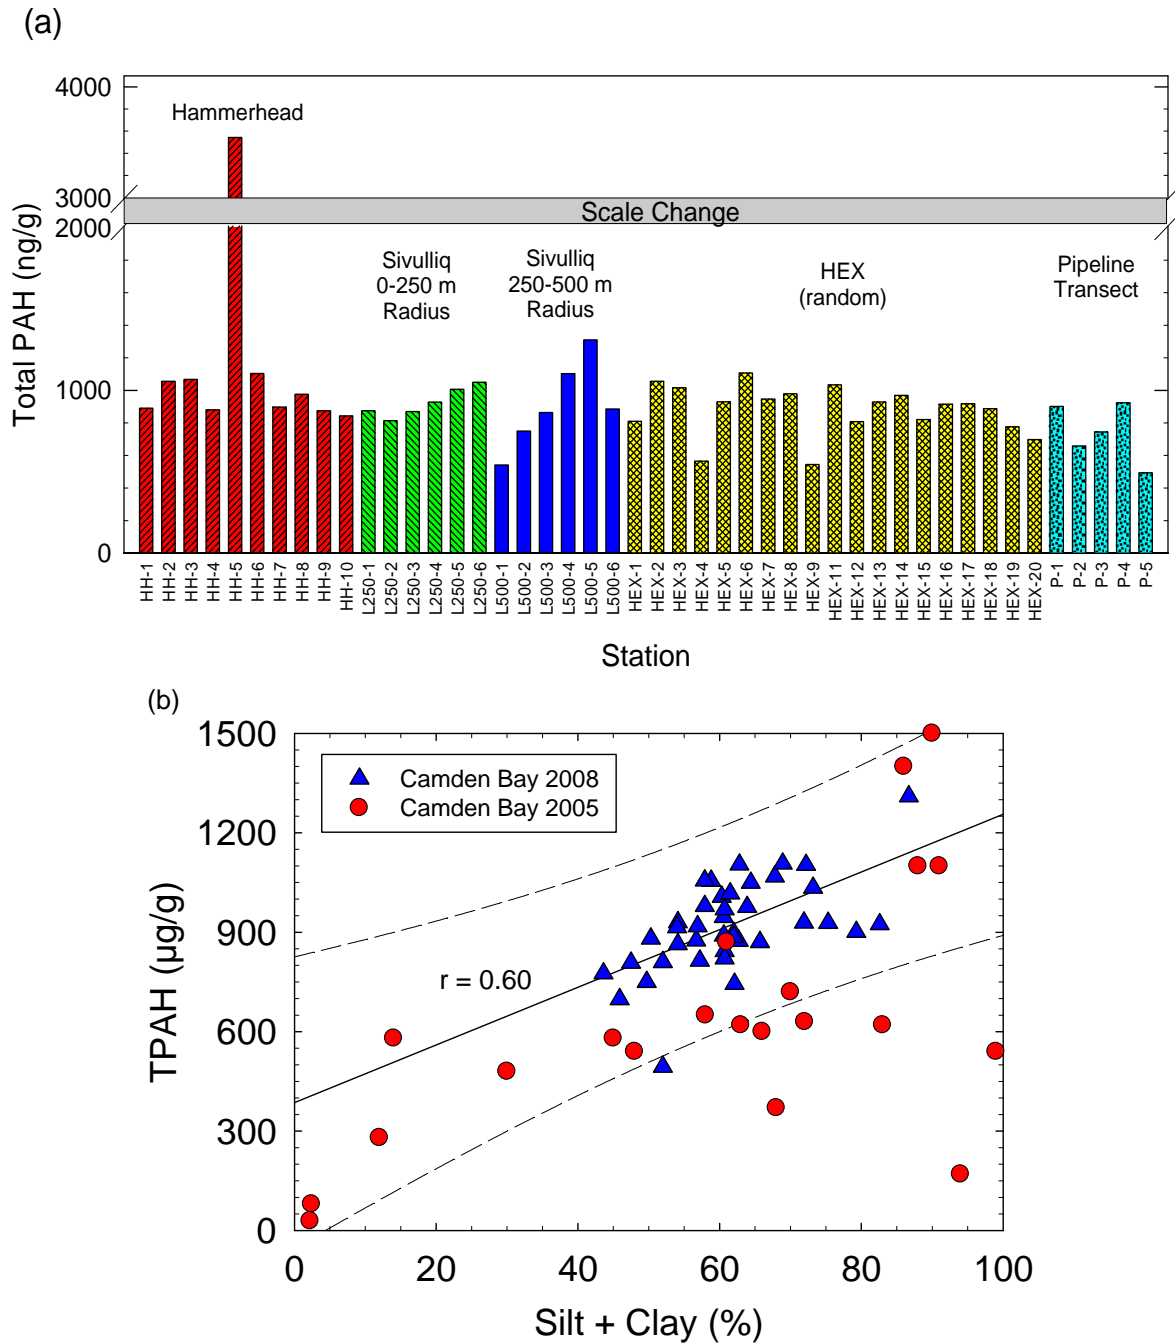 (a)
4000
Hammerhead
3000
Scale Change
2000
Total PAH (ng/g)
Sivulliq
0-250 m
Radius
Sivulliq
250-500 m
Radius
HEX
(random)
Pipeline
Transect
1000
0
HH-1
HH-2
HH-3
HH-4
HH-5
HH-6
HH-7
HH-8
HH-9
HH-10
L250-1
L250-2
L250-3
L250-4
L250-5
L250-6
L500-1
L500-2
L500-3
L500-4
L500-5
L500-6
HEX-1
HEX-2
HEX-3
HEX-4
HEX-5
HEX-6
HEX-7
HEX-8
HEX-9
HEX-11
HEX-12
HEX-13
HEX-14
HEX-15
HEX-16
HEX-17
HEX-18
HEX-19
HEX-20
P-1
P-2
P-3
P-4
P-5
Station
(b)
1500
Camden Bay 2008
Camden Bay 2005
1200
900
r = 0.60
TPAH (µg/g)
600
300
0
0 20 40 60 80 100
Silt + Clay (%)